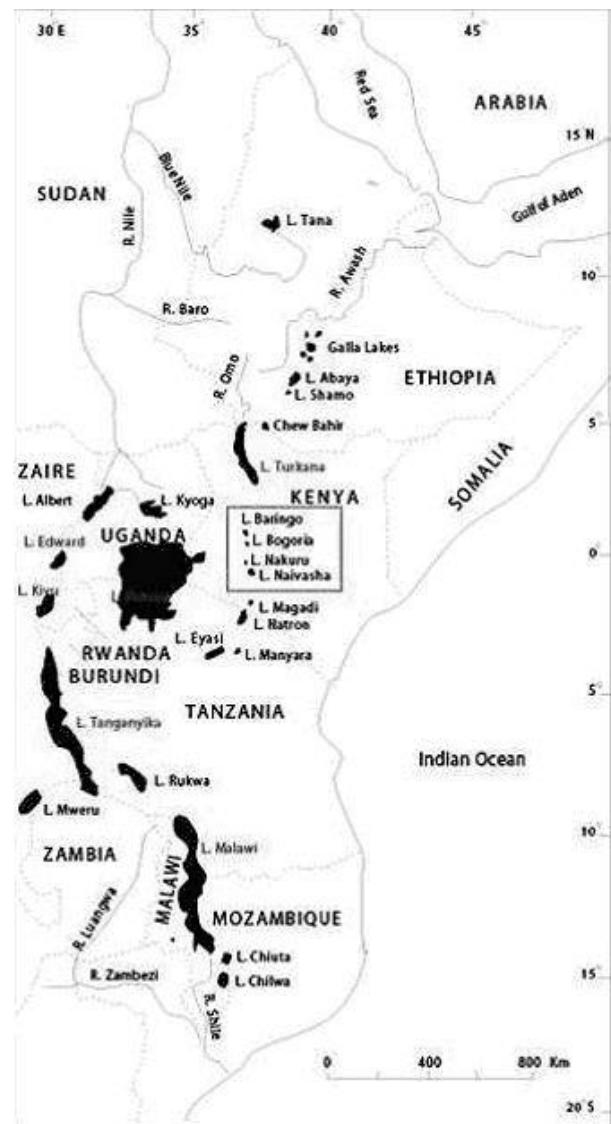 30 E
40
45
Red Sea
ARABIA
15 N
SUDAN
Blue Nile
R. Nile
L. Tana
Gulf of Aden
R. Awash
10°
R. Baro
Galla Lakes
R. Omo
L. Abaya
ETHIOPIA
L. Shamo
Chew Bahir
5°
ZAIRE
L. Turkana
SOMALIA
L. Albert
L. Kyoga
KENYA
L. Baringo
UGANDA
L. Edward
L. Bogoria
0°
L. Nakuru
L. Naivasha
L. Magadi
L. Natron
L. Eyasi
RWANDA
L. Manyara
BURUNDI
5°
TANZANIA
L. Tanganyika
Indian Ocean
L. Rukwa
L. Mweru
10°
L. Malawi
ZAMBIA
MALAWI
R. Luangwa
MOZAMBIQUE
L. Chiuta
R. Zambezi
L. Chilwa
15°
R. Shile
0 400 800 Km
20°S